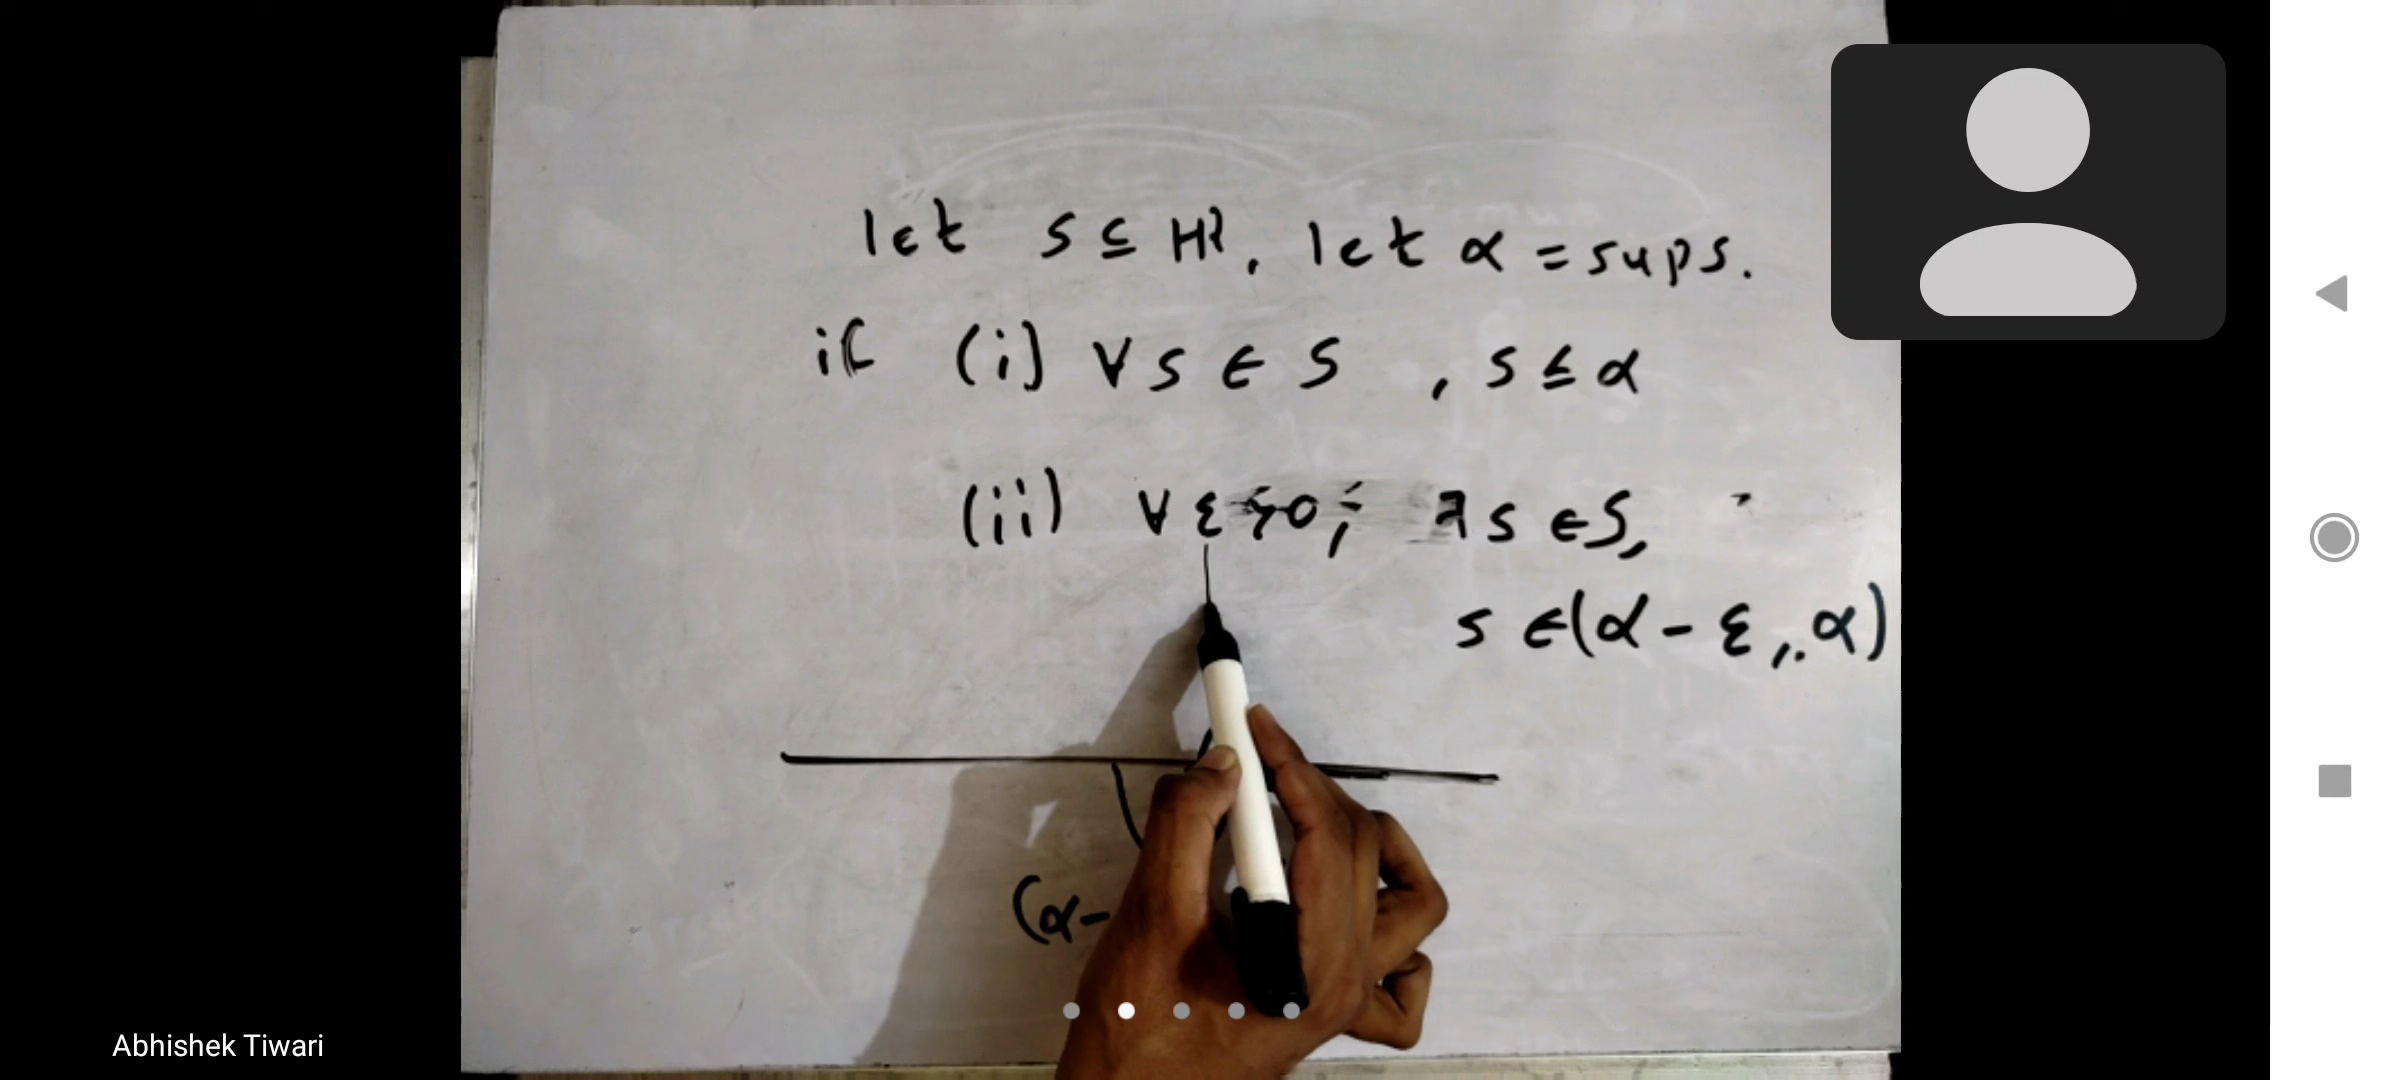 let S ⊆ ℝ, let α = sup S.
if (i) ∀ s ∈ S , s ≤ α
(ii) ∀ ε > 0 ; ∃ s ∈ S,
s ∈ (α - ε, α)
(α-
Abhishek Tiwari